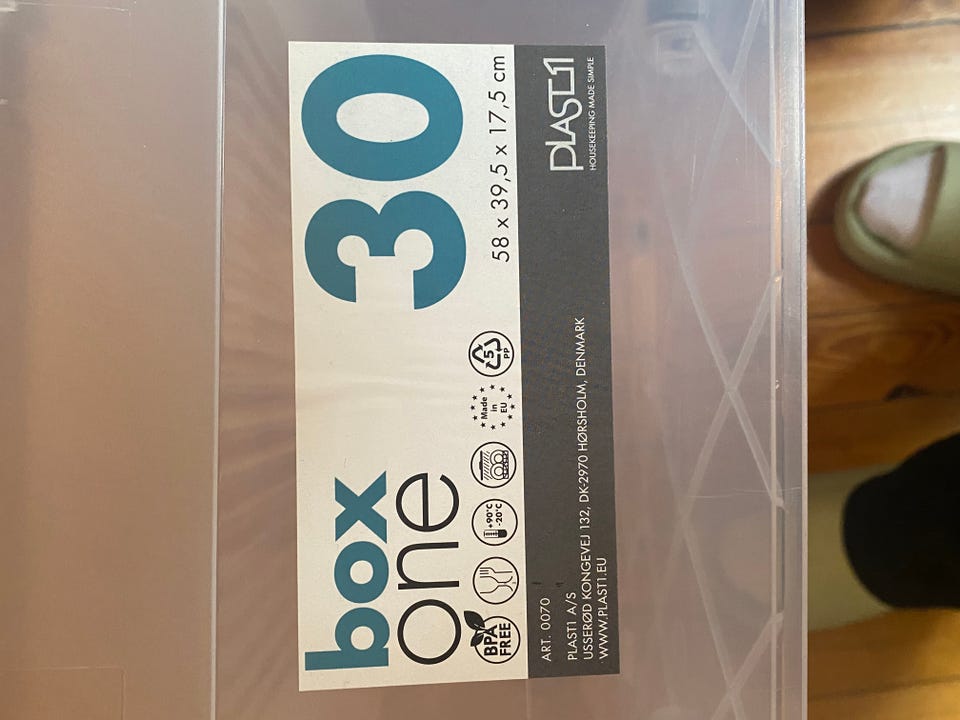 box
one
30
BPA
FREE
+90°C
-20°C
Made
in
EU
5
PP
58 x 39,5 x 17,5 cm
ART. 0070
PLAST1 A/S
USSERØD KONGEVEJ 132, DK-2970 HØRSHOLM, DENMARK
WWW.PLAST1.EU
PLAST1
HOUSEKEEPING MADE SIMPLE